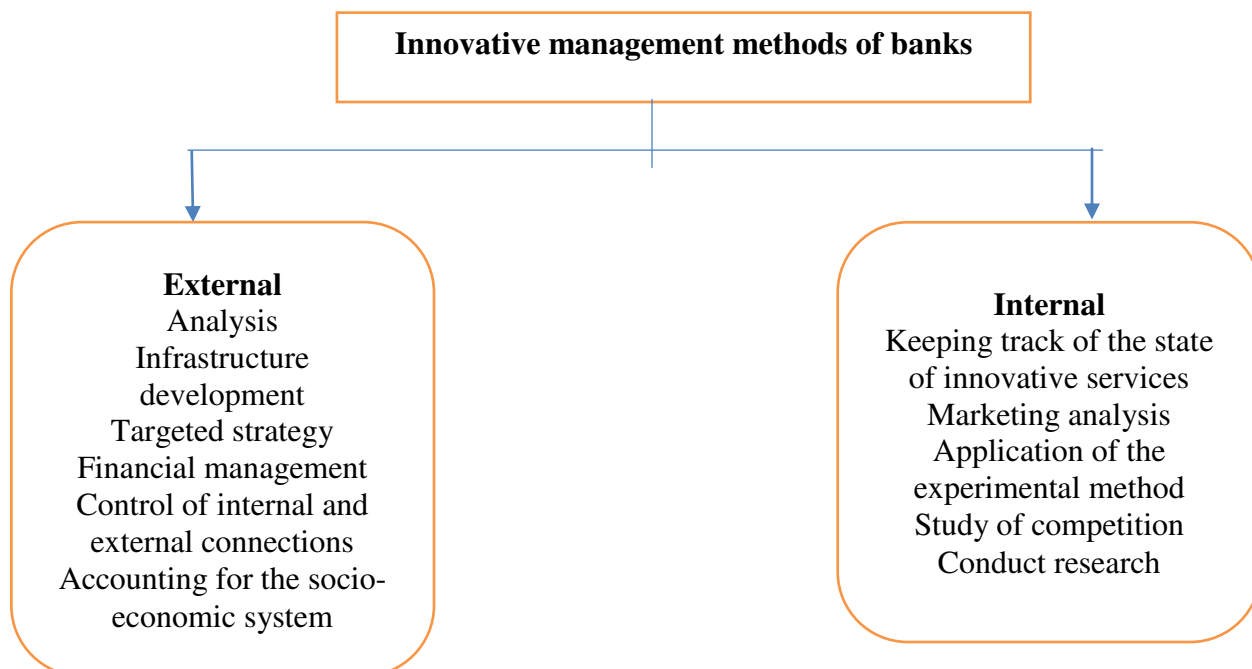 Innovative management methods of banks
External
Analysis
Infrastructure
development
Targeted strategy
Financial management
Control of internal and
external connections
Accounting for the socio-
economic system
Internal
Keeping track of the state
of innovative services
Marketing analysis
Application of the
experimental method
Study of competition
Conduct research